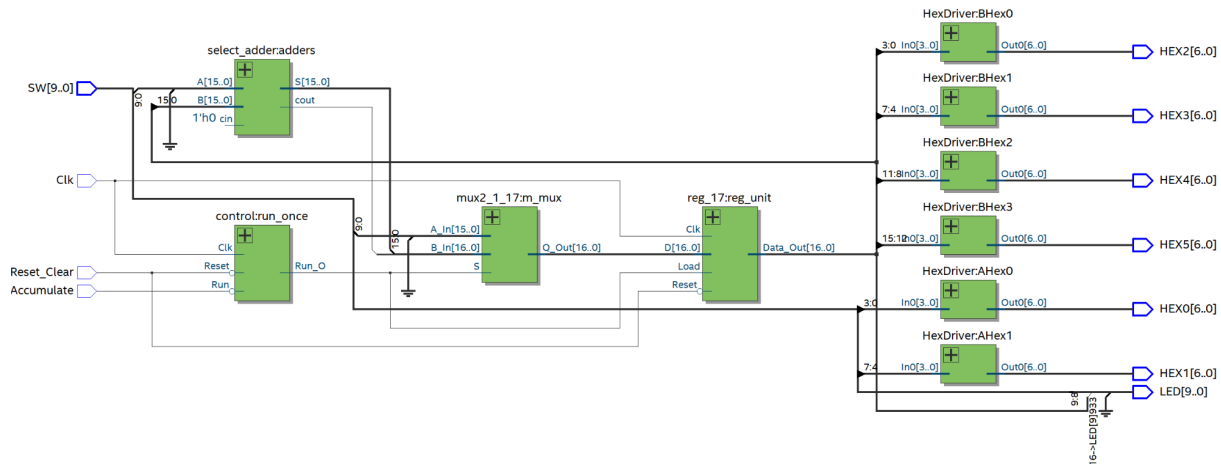 HexDriver:BHex0
3:0 In0[3..0] Out0[6..0] HEX2[6..0]
select_adder:adders
SW[9..0]
9:0
A[15..0] S[15..0]
15:0 B[15..0] cout
1'h0 cin
HexDriver:BHex1
7:4 In0[3..0] Out0[6..0] HEX3[6..0]
HexDriver:BHex2
11:8 In0[3..0] Out0[6..0] HEX4[6..0]
Clk
control:run_once
Clk
Reset Run_O
Run
Reset_Clear
Accumulate
mux2_1_17:m_mux
9:0
A_In[15..0]
15:0
B_In[16..0] Q_Out[16..0]
S
reg_17:reg_unit
Clk
D[16..0] Data_Out[16..0]
Load
Reset
HexDriver:BHex3
15:12 In0[3..0] Out0[6..0] HEX5[6..0]
HexDriver:AHex0
3:0 In0[3..0] Out0[6..0] HEX0[6..0]
HexDriver:AHex1
7:4 In0[3..0] Out0[6..0] HEX1[6..0]
9:8
LED[9..0]
16->LED[9]933